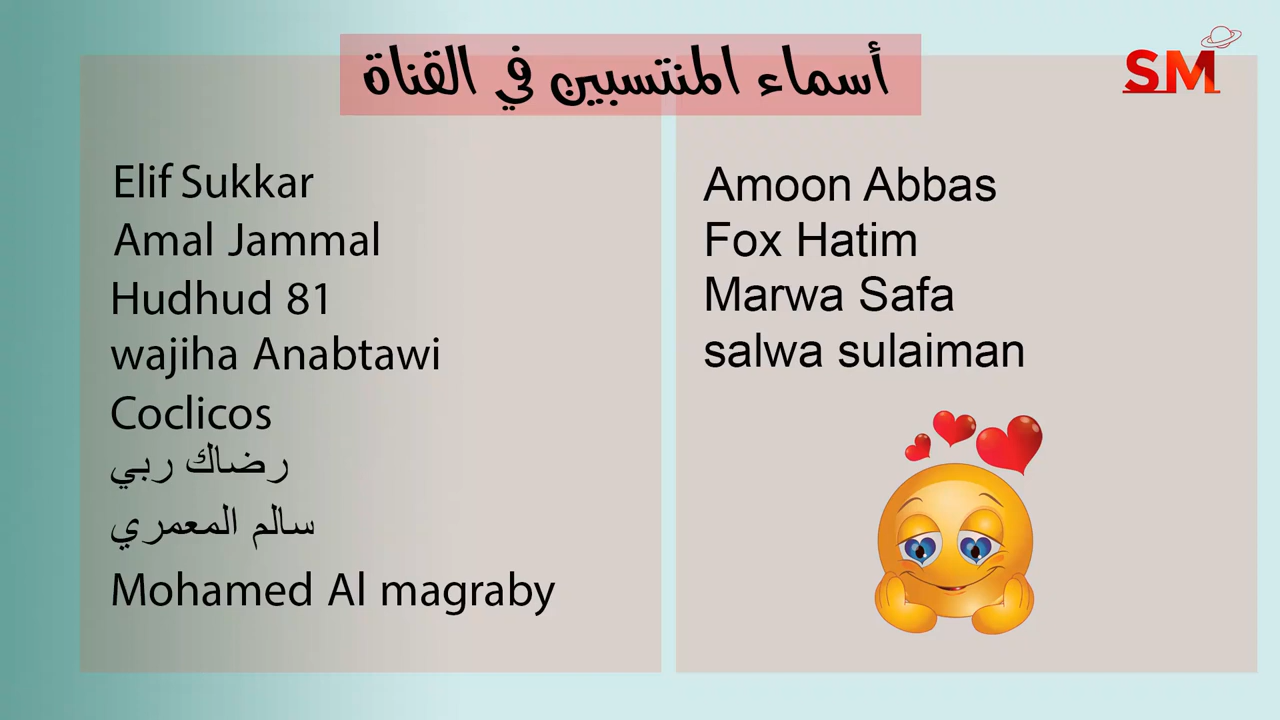 أسماء المنتسبين في القناة
SM
Elif Sukkar
Amal Jammal
Hudhud 81
wajiha Anabtawi
Coclicos
رضاك ربي
سالم المعمري
Mohamed Al magraby
Amoon Abbas
Fox Hatim
Marwa Safa
salwa sulaiman